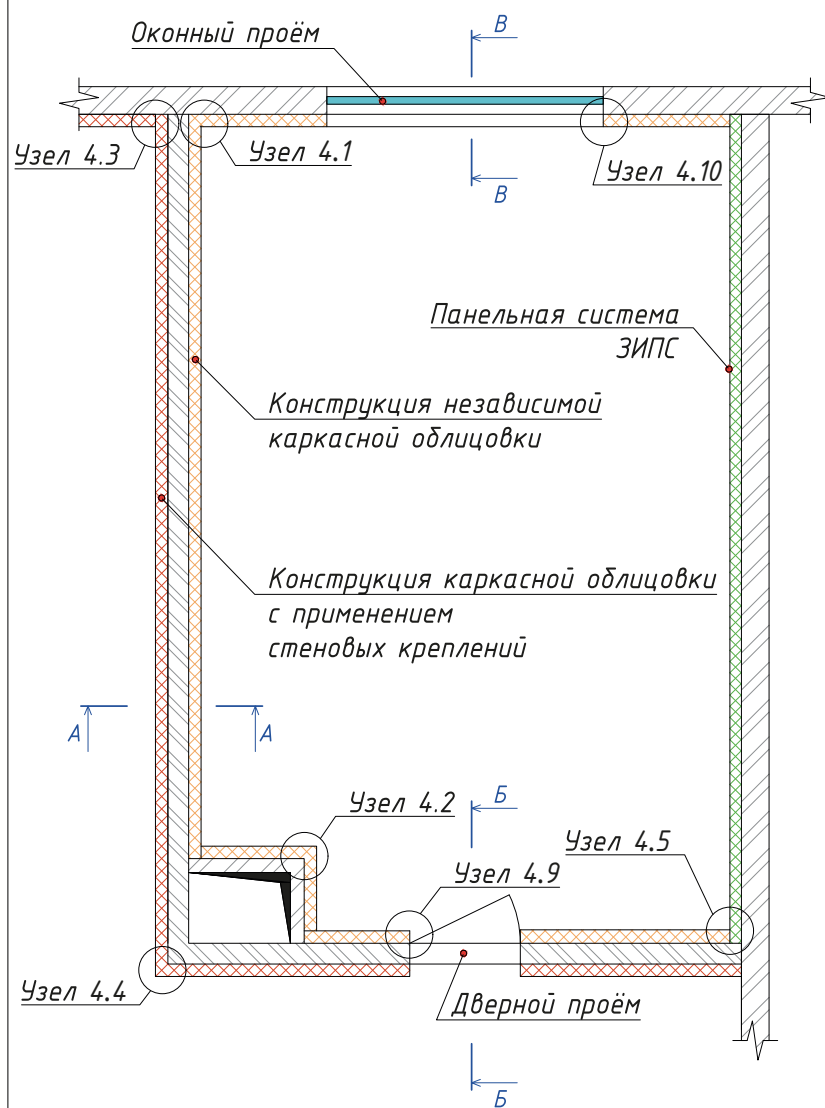 В
Оконный проём
Узел 4.3
Узел 4.1
В
Узел 4.10
Панельная система
ЗИПС
Конструкция независимой
каркасной облицовки
Конструкция каркасной облицовки
с применением
стеновых креплений
А
А
Б
Узел 4.2
Узел 4.5
Узел 4.9
Узел 4.4
Дверной проём
Б